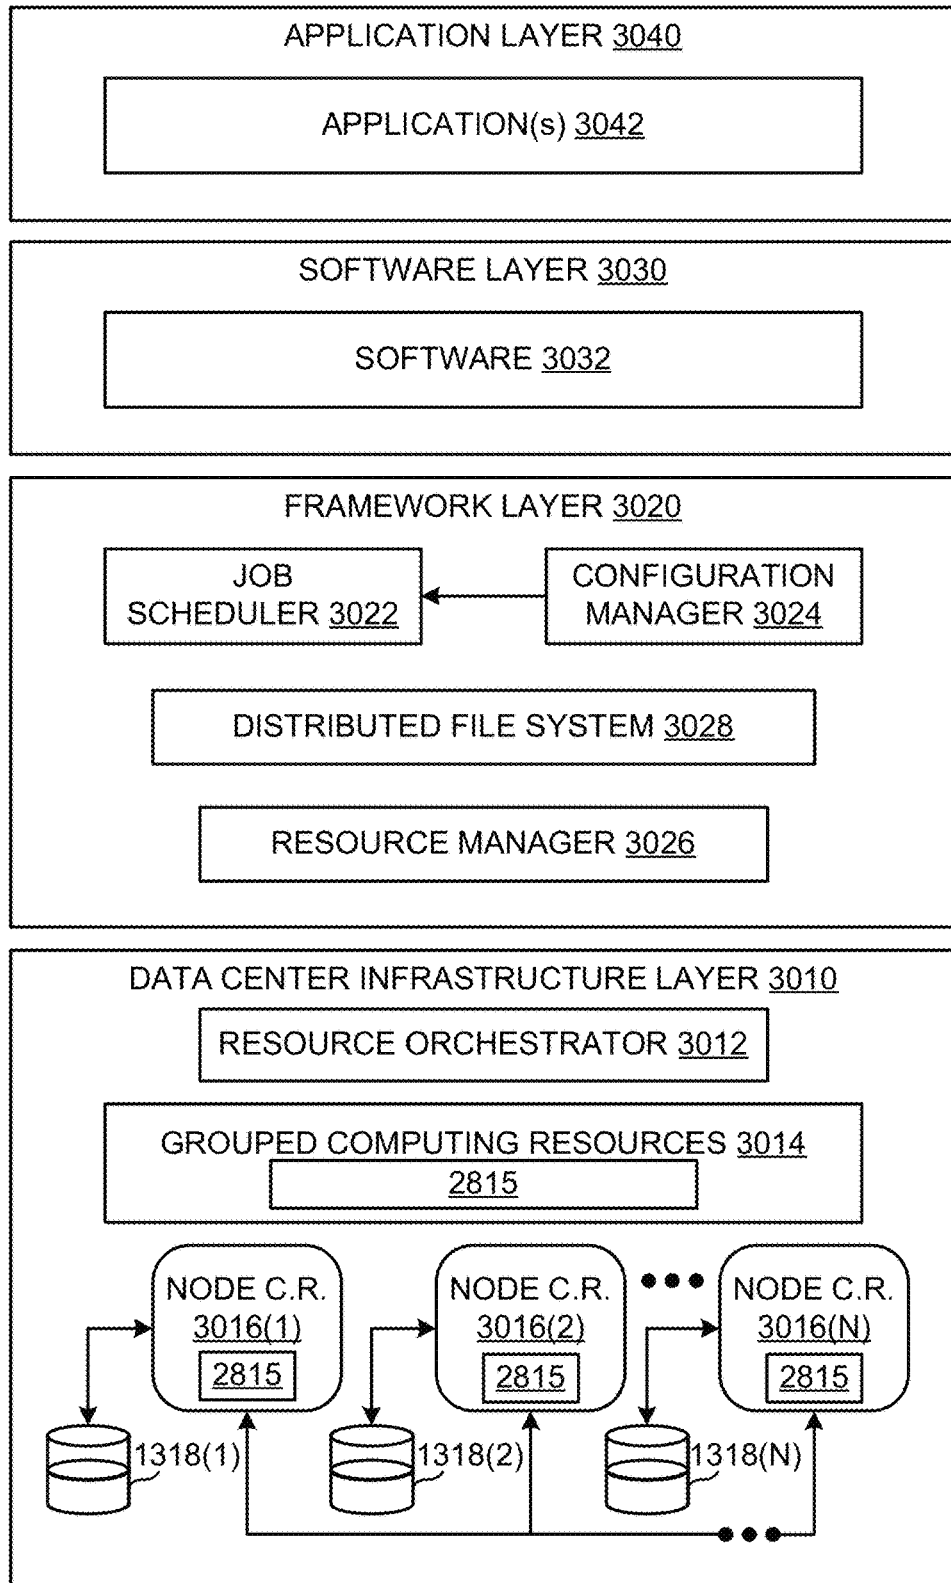 APPLICATION LAYER 3040
APPLICATION(s) 3042
SOFTWARE LAYER 3030
SOFTWARE 3032
FRAMEWORK LAYER 3020
JOB
SCHEDULER 3022
CONFIGURATION
MANAGER 3024
DISTRIBUTED FILE SYSTEM 3028
RESOURCE MANAGER 3026
DATA CENTER INFRASTRUCTURE LAYER 3010
RESOURCE ORCHESTRATOR 3012
GROUPED COMPUTING RESOURCES 3014
2815
NODE C.R.
3016(1)
2815
NODE C.R.
3016(2)
2815
NODE C.R.
3016(N)
2815
1318(1)
1318(2)
1318(N)